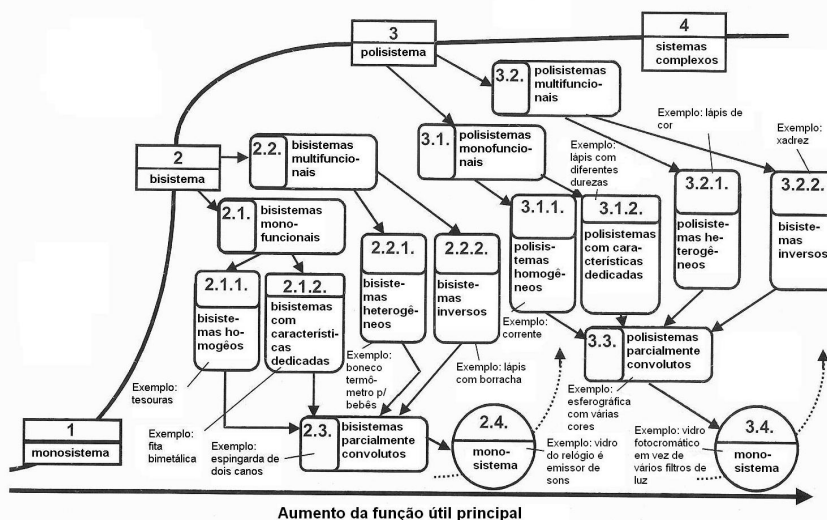 3
polisistema
4
sistemas
complexos
3.2.
polisistemas
multifuncio-
nais
2
bisistema
2.2.
bisistemas
multifuncio-
nais
3.1.
polisistemas
monofun-
cionais
Exemplo:
lápis com
diferentes
durezas
Exemplo: lápis de
cor
Exemplo:
xadrez
2.1.
bisistemas
mono-
funcionais
3.1.1.
polisis-
temas
homogê-
neos
3.1.2.
polisistemas
com carac-
terísticas
dedicadas
3.2.1.
polisiste-
mas he-
terogê-
neos
3.2.2.
bisiste-
mas
inversos
2.1.1.
bisiste-
mas ho-
mogêos
2.1.2.
bisistemas
com
característi-
cas
dedicadas
2.2.1.
bisiste-
mas
heterogê-
neos
2.2.2.
bisiste-
mas
inversos
Exemplo:
corrente
3.3.
polisistemas
parcialmente
convolutos
Exemplo:
tesouras
Exemplo:
boneco
termô-
metro p/
bebês
Exemplo: lápis
com borracha
Exemplo:
esferográfica
com várias
cores
1
monosistema
Exemplo:
fita
bimetálica
Exemplo:
espingarda de
dois canos
2.3.
bisistemas
parcialmente
convolutos
2.4.
mono-
sistema
Exemplo: vidro
do relógio é
emissor de
sons
Exemplo: vidro
fotocromático
em vez de
vários filtros de
luz
3.4.
mono-
sistema
Aumento da função útil principal